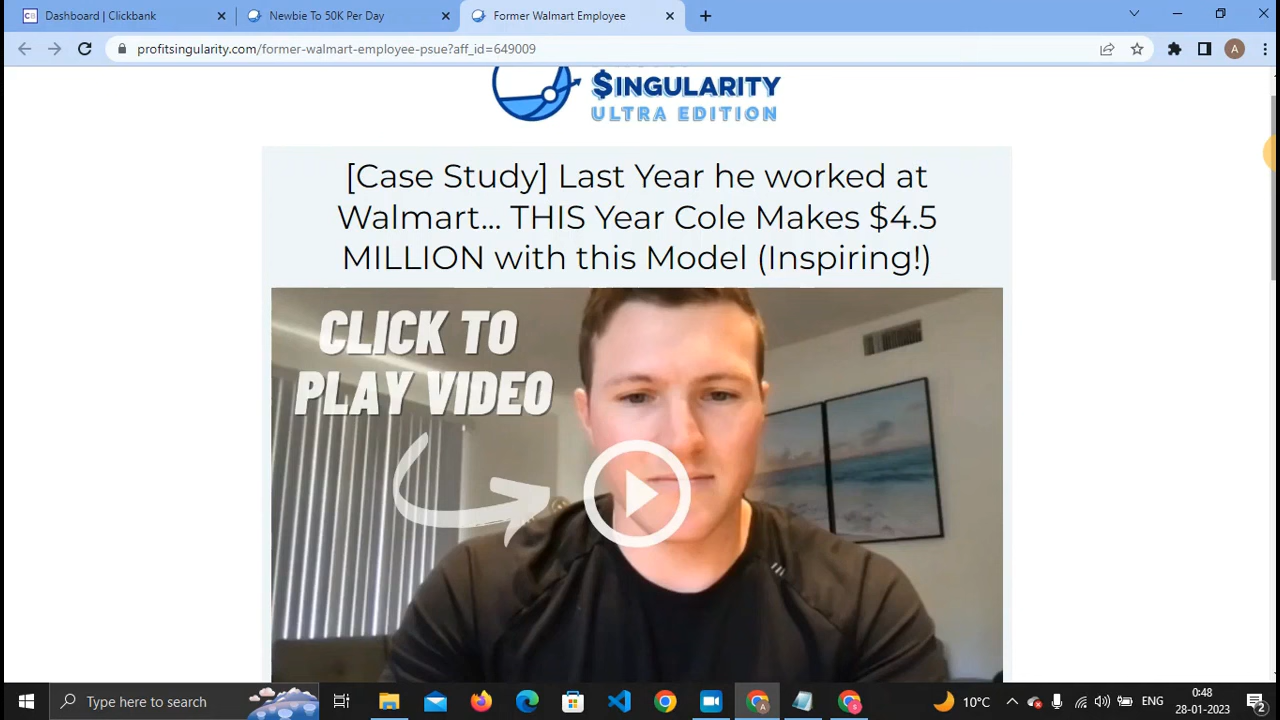 Dashboard | Clickbank
Newbie To 50K Per Day
Former Walmart Employee
profitsingularity.com/former-walmart-employee-psue?aff_id=649009
A
$INGULARITY
ULTRA EDITION
[Case Study] Last Year he worked at
Walmart... THIS Year Cole Makes $4.5
MILLION with this Model (Inspiring!)
CLICK TO
PLAY VIDEO
Type here to search
10°C
ENG
0:48
28-01-2023
2